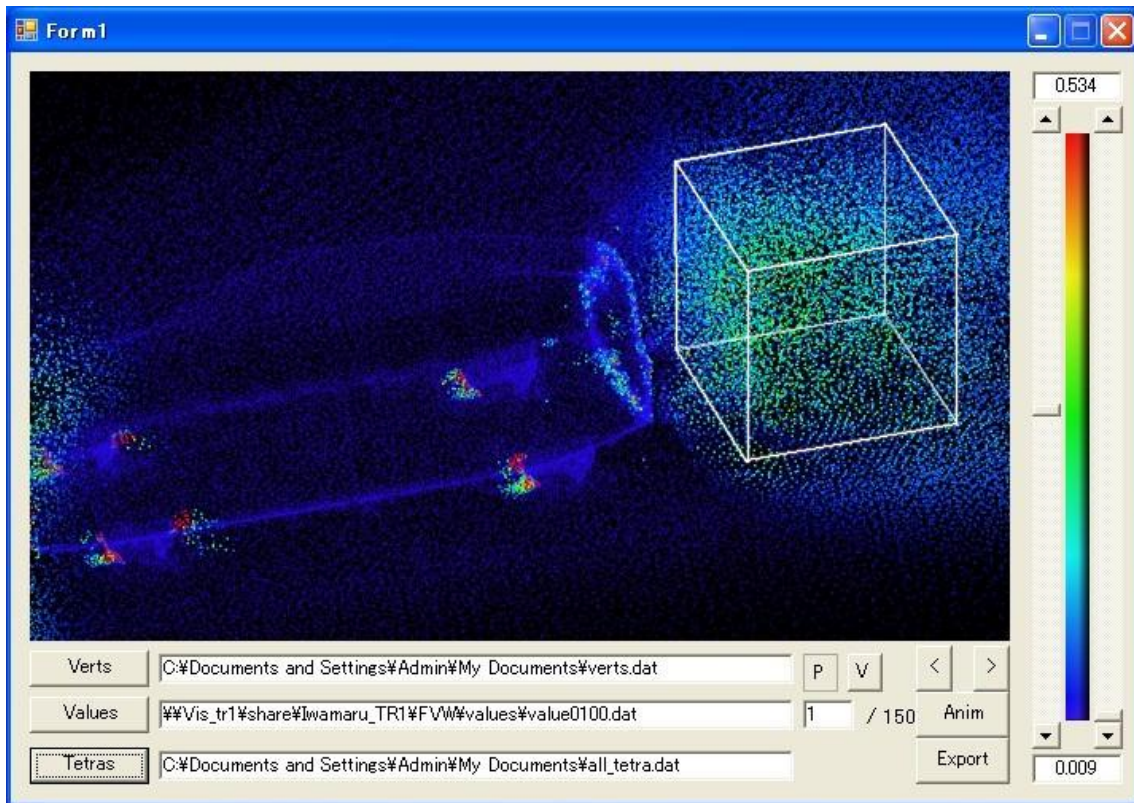 Form1
0.534
Verts C:¥Documents and Settings¥Admin¥My Documents¥verts.dat P V < >
Values ¥¥Vis_tr1¥share¥Iwamaru_TR1¥FVW¥values¥value0100.dat 1 / 150 Anim
Tetras C:¥Documents and Settings¥Admin¥My Documents¥all_tetra.dat Export
0.009